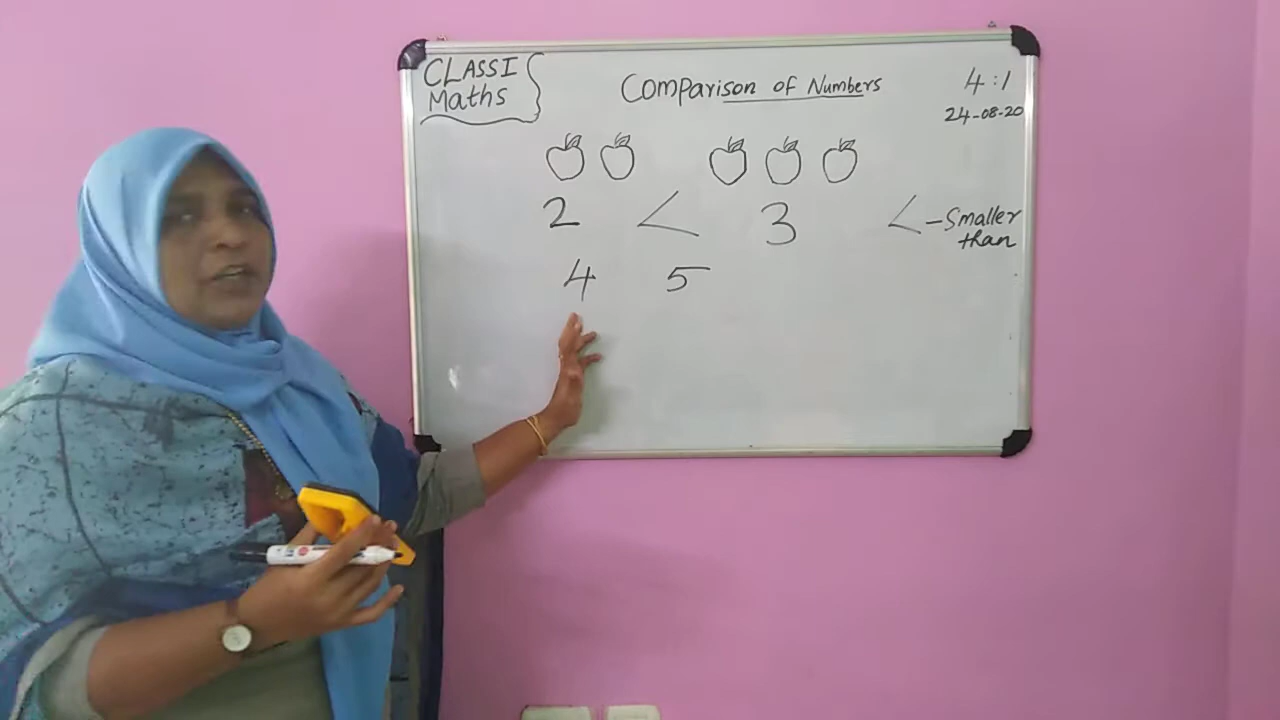 CLASS I
Maths
Comparison of Numbers
4:1
24-08-20
2 < 3
< - Smaller
than
4 5